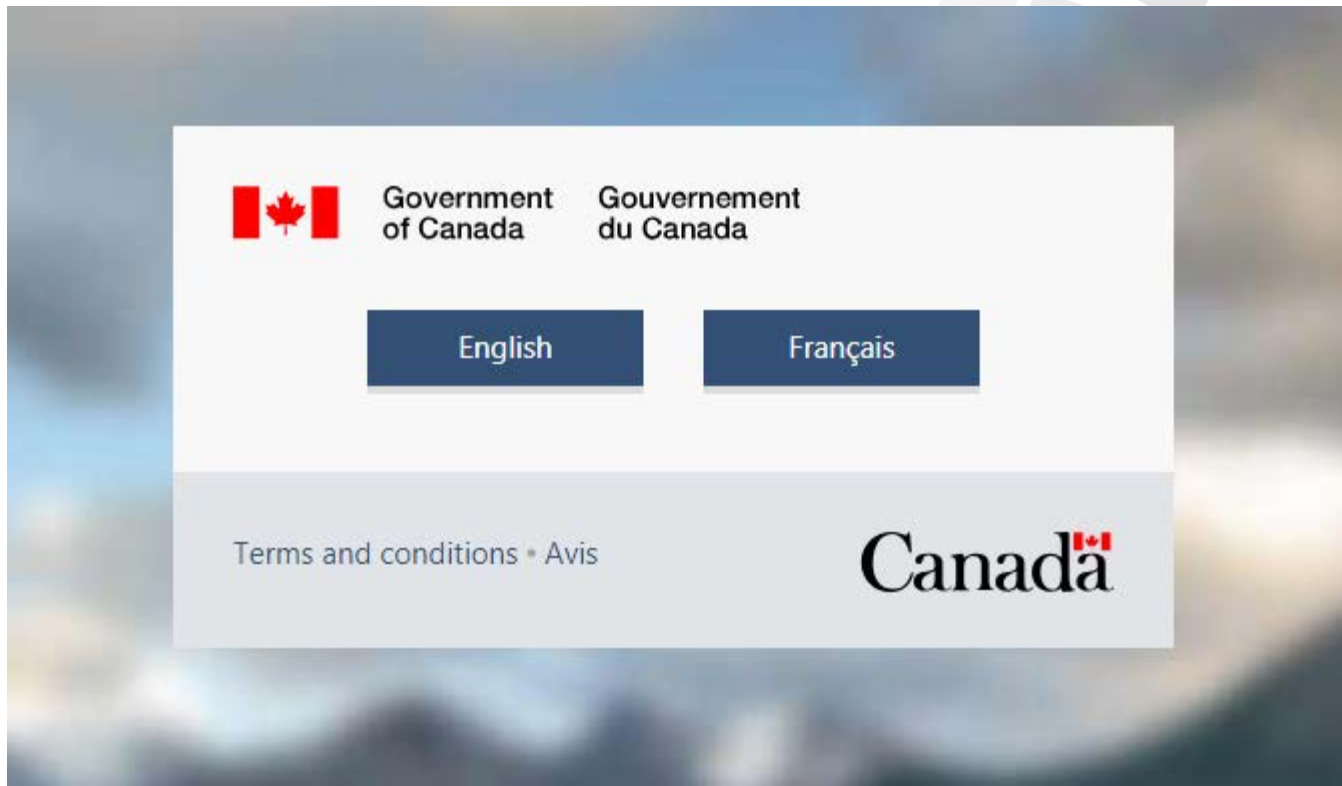 Government Gouvernement
of Canada du Canada
English Français
Terms and conditions • Avis
Canada